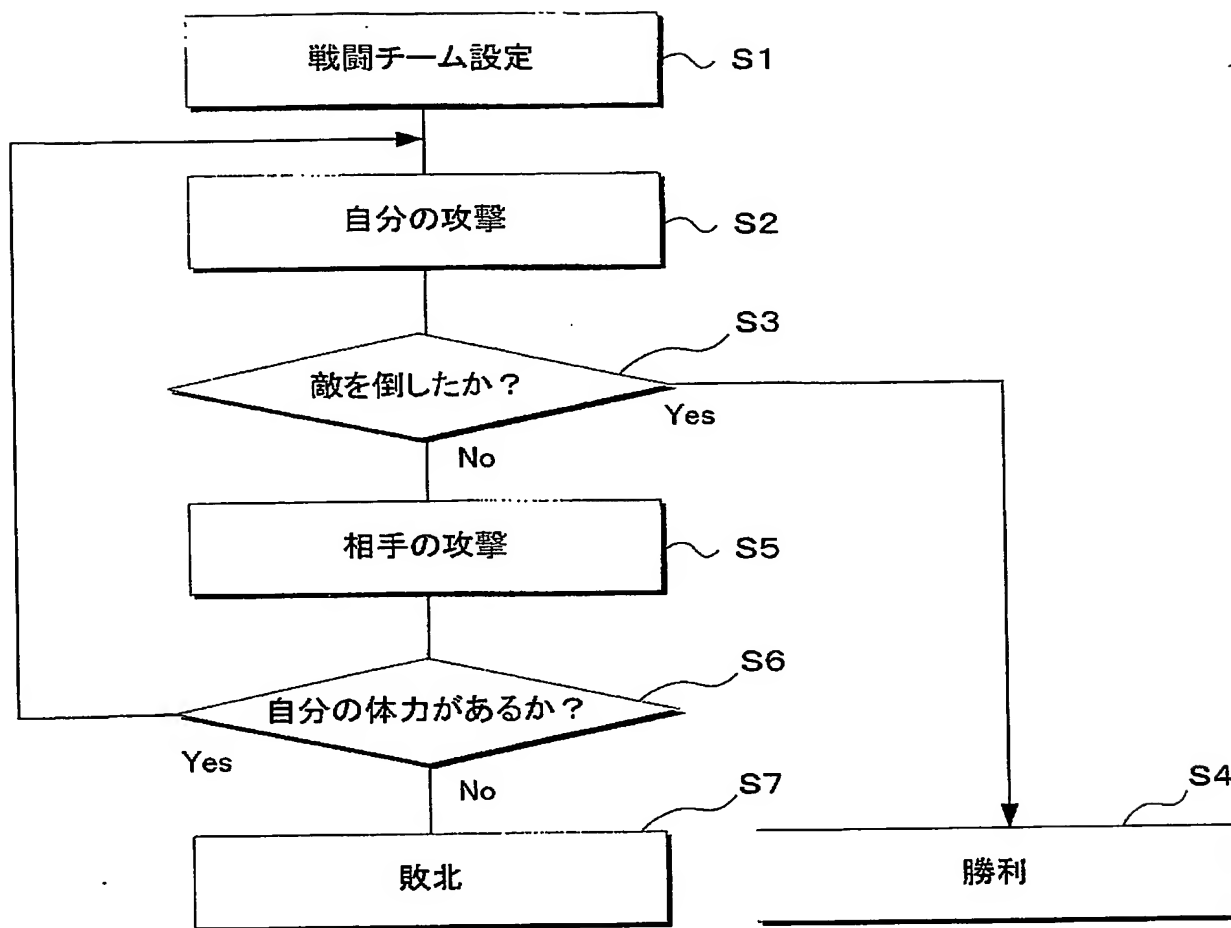 戦闘チーム設定 S1
自分の攻撃 S2
S3
敵を倒したか？
Yes
No
相手の攻撃 S5
S6
自分の体力があるか？
Yes
No
S7
S4
敗北
勝利